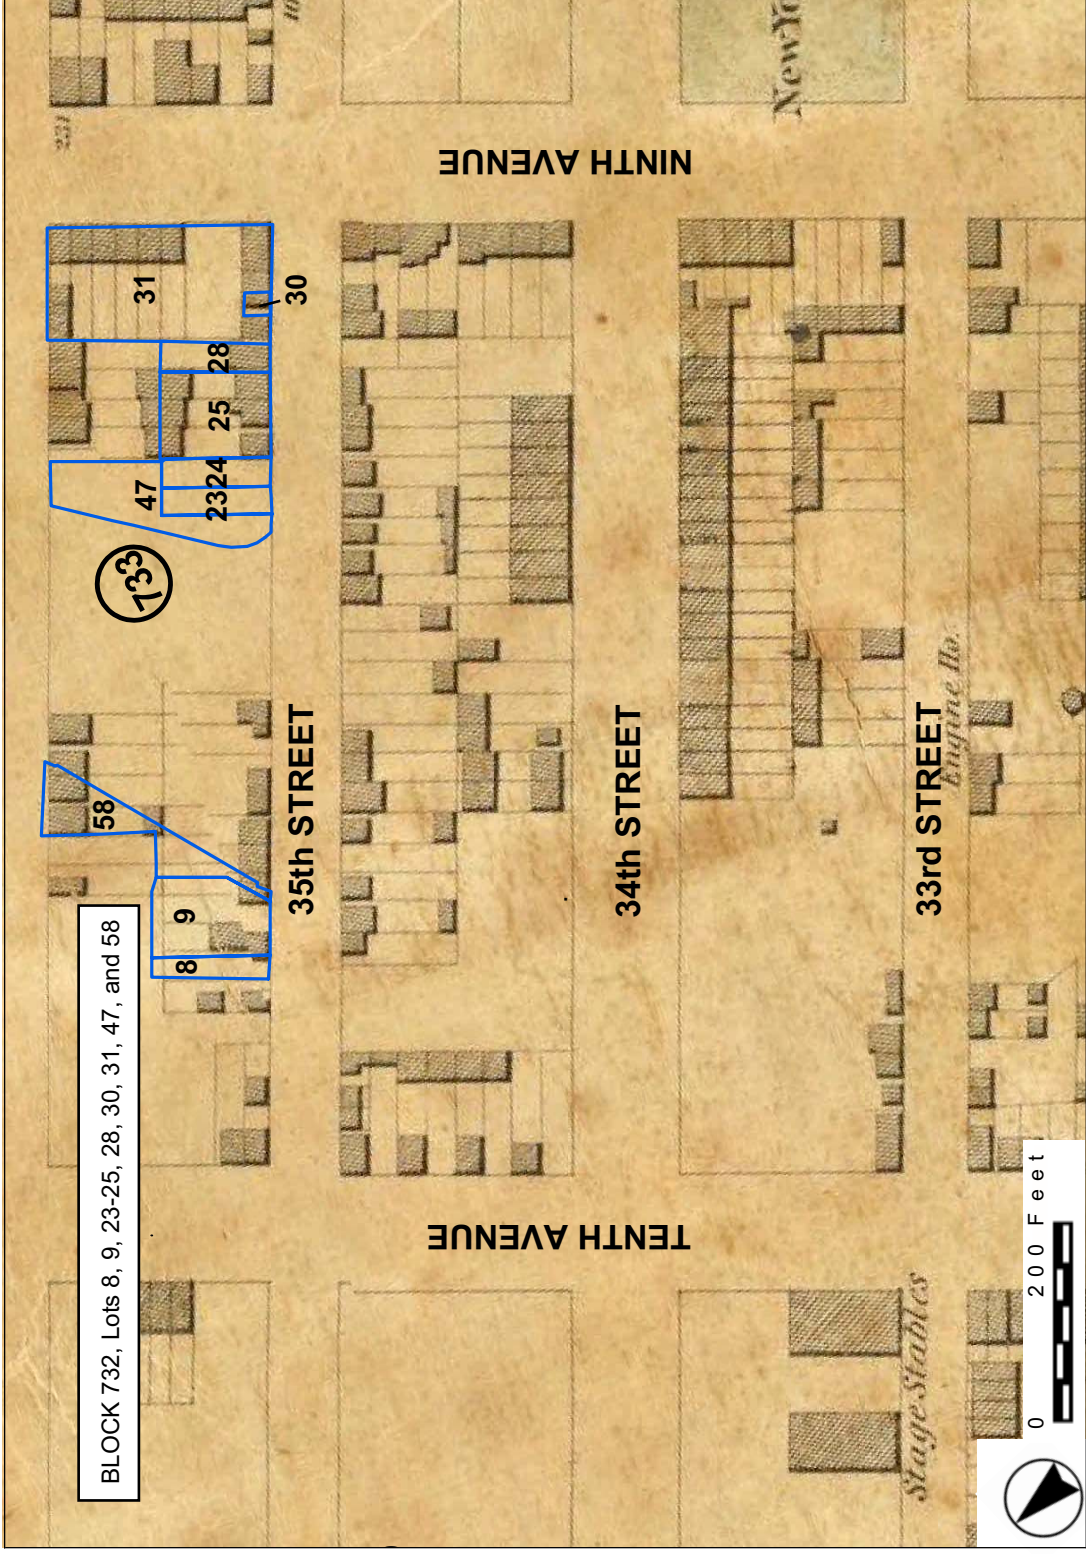 BLOCK 732, Lots 8, 9, 23-25, 28, 30, 31, 47, and 58
733
8
9
58
47
23
24
25
28
31
30
35th STREET
34th STREET
33rd STREET
NINTH AVENUE
TENTH AVENUE
231
Engine Ho.
Stage Stables
0 200 Feet